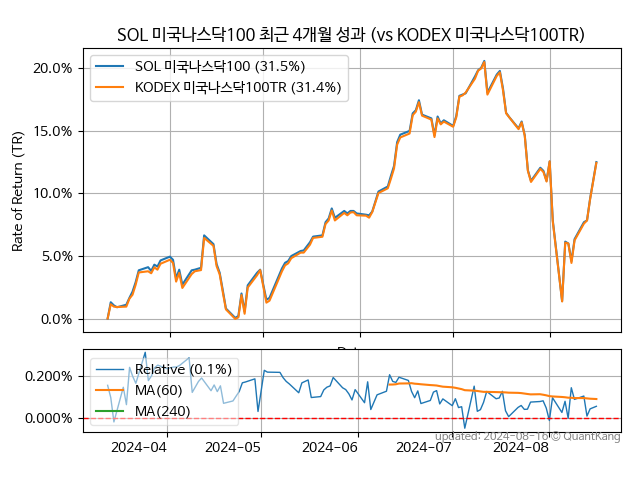 SOL 미국나스닥100 최근 4개월 성과 (vs KODEX 미국나스닥100TR)
SOL 미국나스닥100 (31.5%)
KODEX 미국나스닥100TR (31.4%)
Rate of Return (TR)
20.0%
15.0%
10.0%
5.0%
0.0%
Relative (0.1%)
MA(60)
MA(240)
0.200%
0.000%
2024-04
2024-05
2024-06
2024-07
2024-08
updated: 2024-08-16 © QuantKang